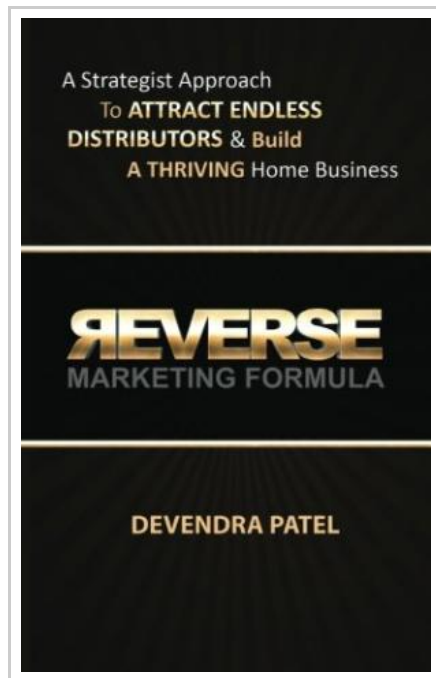 A Strategist Approach
To ATTRACT ENDLESS
DISTRIBUTORS & Build
A THRIVING Home Business
REVERSE
MARKETING FORMULA
DEVENDRA PATEL